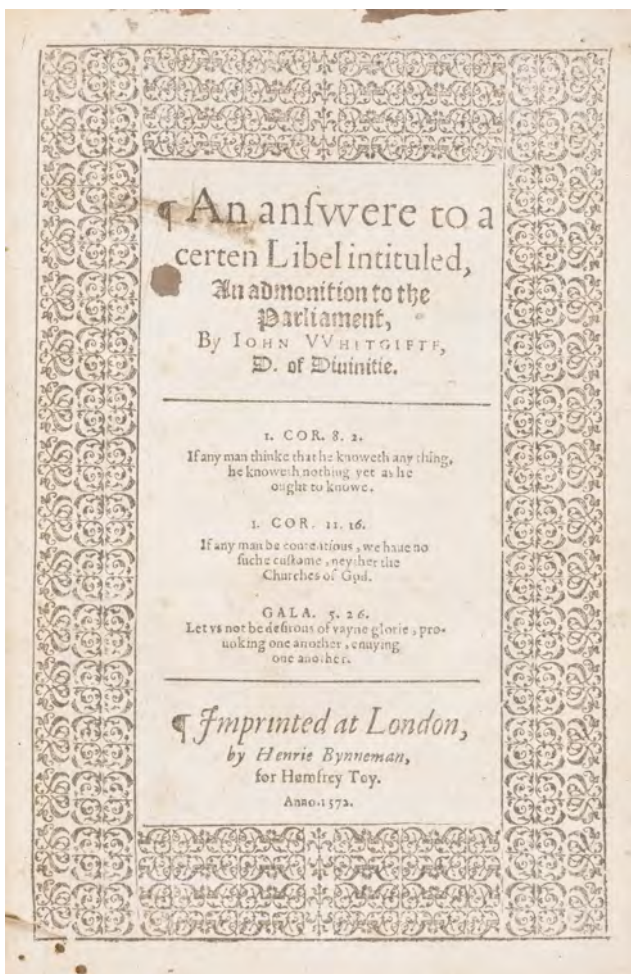 ¶ An anſwere to a
certen Libel intituled,
An admonition to the
Parliament,
By IOHN VVHITGIFTE,
D. of Diuinitie.
1. COR. 8. 2.
If any man thinke that he knoweth any thing,
he knoweth nothing yet as he
ought to knowe.
1. COR. 11. 16.
If any man be contentious, we haue no
ſuche cuſtome, neyther the
Churches of God.
GALA. 5. 26.
Let vs not be deſirous of vayne glorie, pro-
uoking one another, enuying
one another.
¶ Imprinted at London,
by Henrie Bynneman,
for Humfrey Toy.
Anno. 1572.